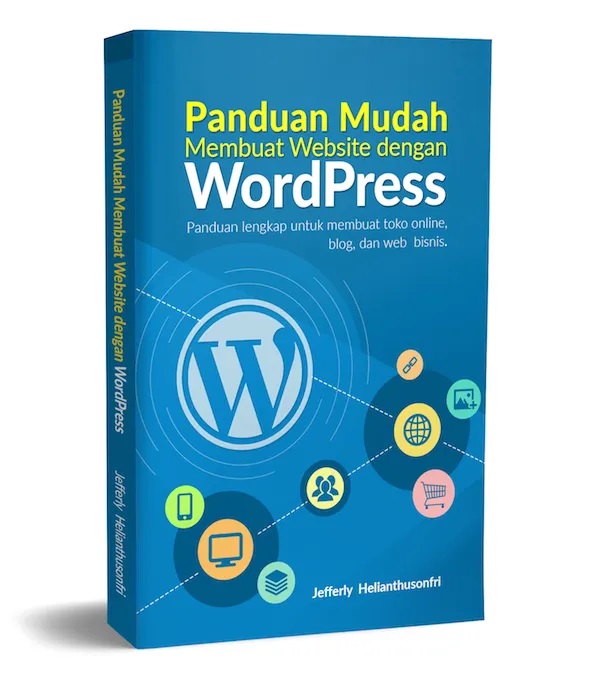 Panduan Mudah Membuat Website dengan WordPress
Jefferly Helianthusonfri
Panduan Mudah
Membuat Website dengan
WordPress
Panduan lengkap untuk membuat toko online,
blog, dan web bisnis.
W
Jefferly Helianthusonfri